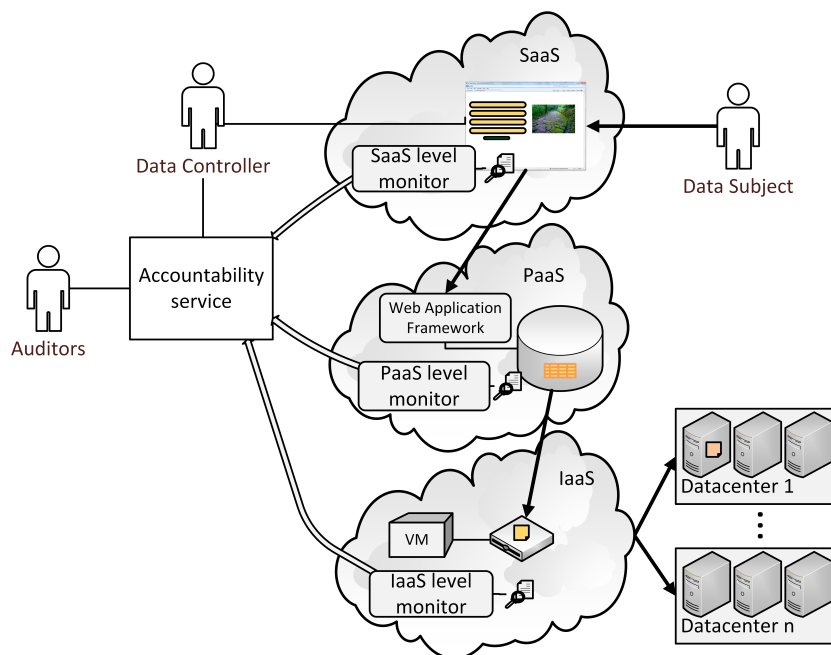 SaaS
Data Controller
SaaS level
monitor
Data Subject
Accountability
service
Auditors
PaaS
Web Application
Framework
PaaS level
monitor
IaaS
VM
IaaS level
monitor
Datacenter 1
Datacenter n